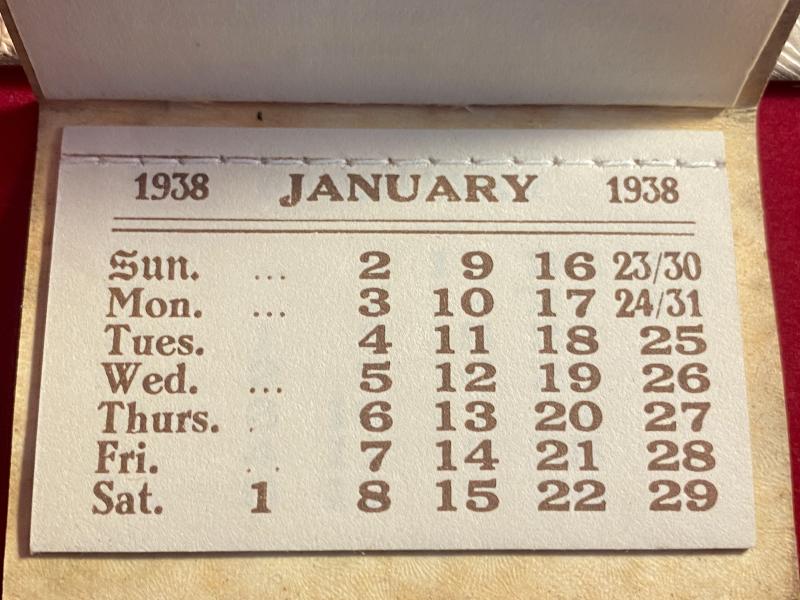 1938 JANUARY 1938
Sun. ... 2 9 16 23/30
Mon. ... 3 10 17 24/31
Tues. 4 11 18 25
Wed. ... 5 12 19 26
Thurs. . 6 13 20 27
Fri. . . 7 14 21 28
Sat. 1 8 15 22 29